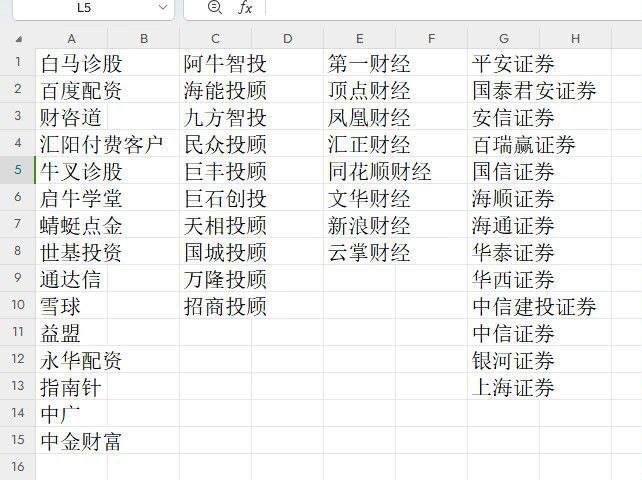 L5 fx
A B C D E F G H
1 白马诊股 阿牛智投 第一财经 平安证券
2 百度配资 海能投顾 顶点财经 国泰君安证券
3 财咨道 九方智投 凤凰财经 安信证券
4 汇阳付费客户 民众投顾 汇正财经 百瑞赢证券
5 牛叉诊股 巨丰投顾 同花顺财经 国信证券
6 启牛学堂 巨石创投 文华财经 海顺证券
7 蜻蜓点金 天相投顾 新浪财经 海通证券
8 世基投资 国城投顾 云掌财经 华泰证券
9 通达信 万隆投顾 华西证券
10 雪球 招商投顾 中信建投证券
11 益盟 中信证券
12 永华配资 银河证券
13 指南针 上海证券
14 中广
15 中金财富
16